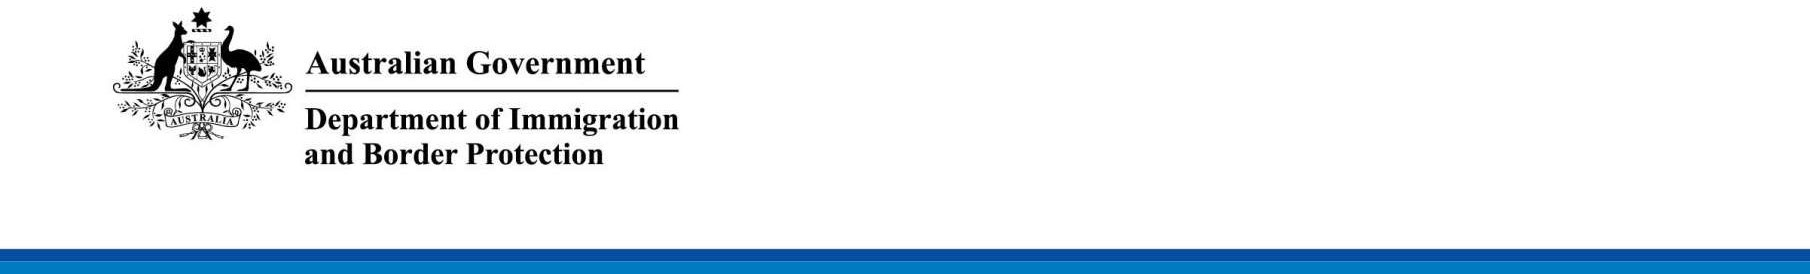 Australian Government
Department of Immigration
and Border Protection
AUSTRALIA